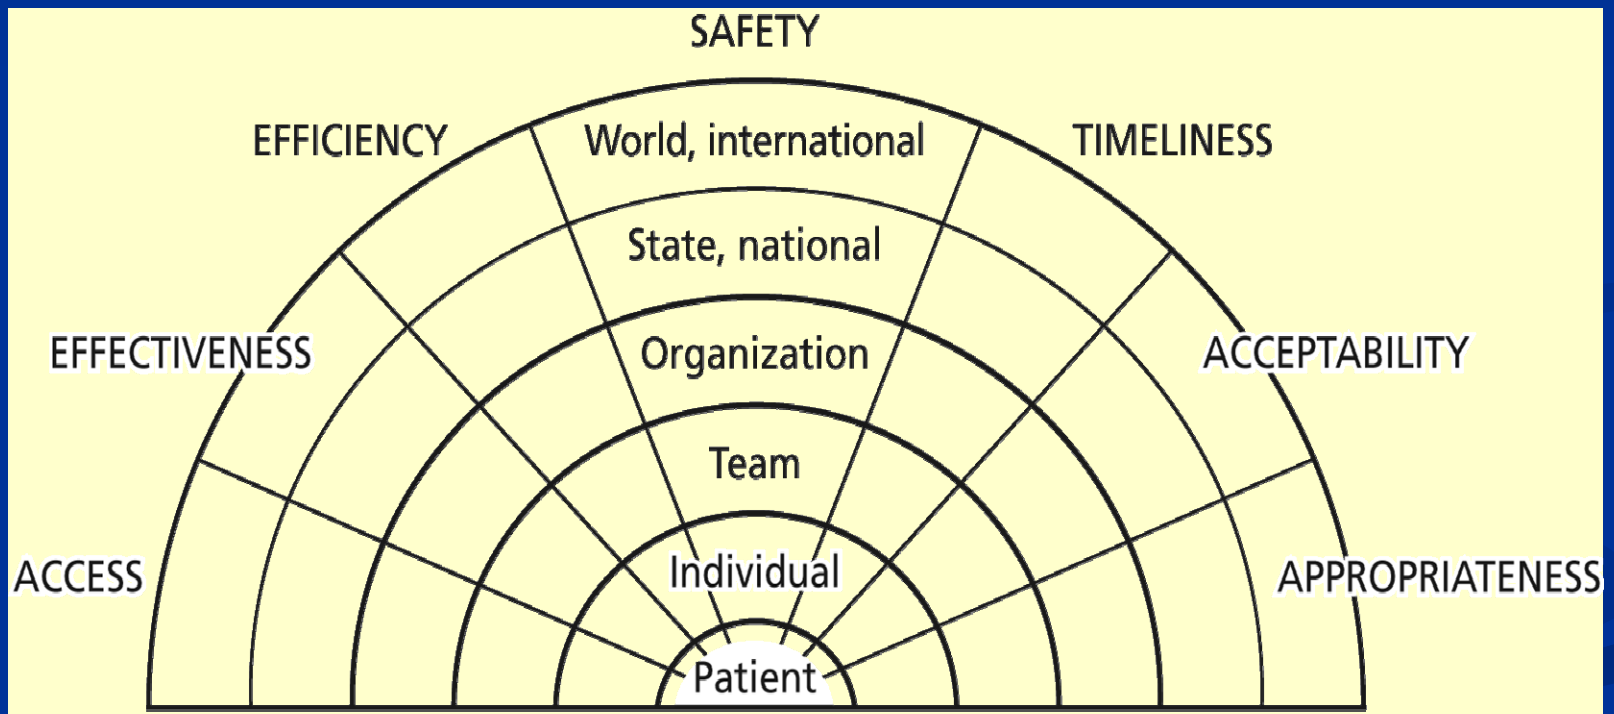 SAFETY
EFFICIENCY
World, international
TIMELINESS
State, national
EFFECTIVENESS
Organization
ACCEPTABILITY
Team
ACCESS
Individual
APPROPRIATENESS
Patient